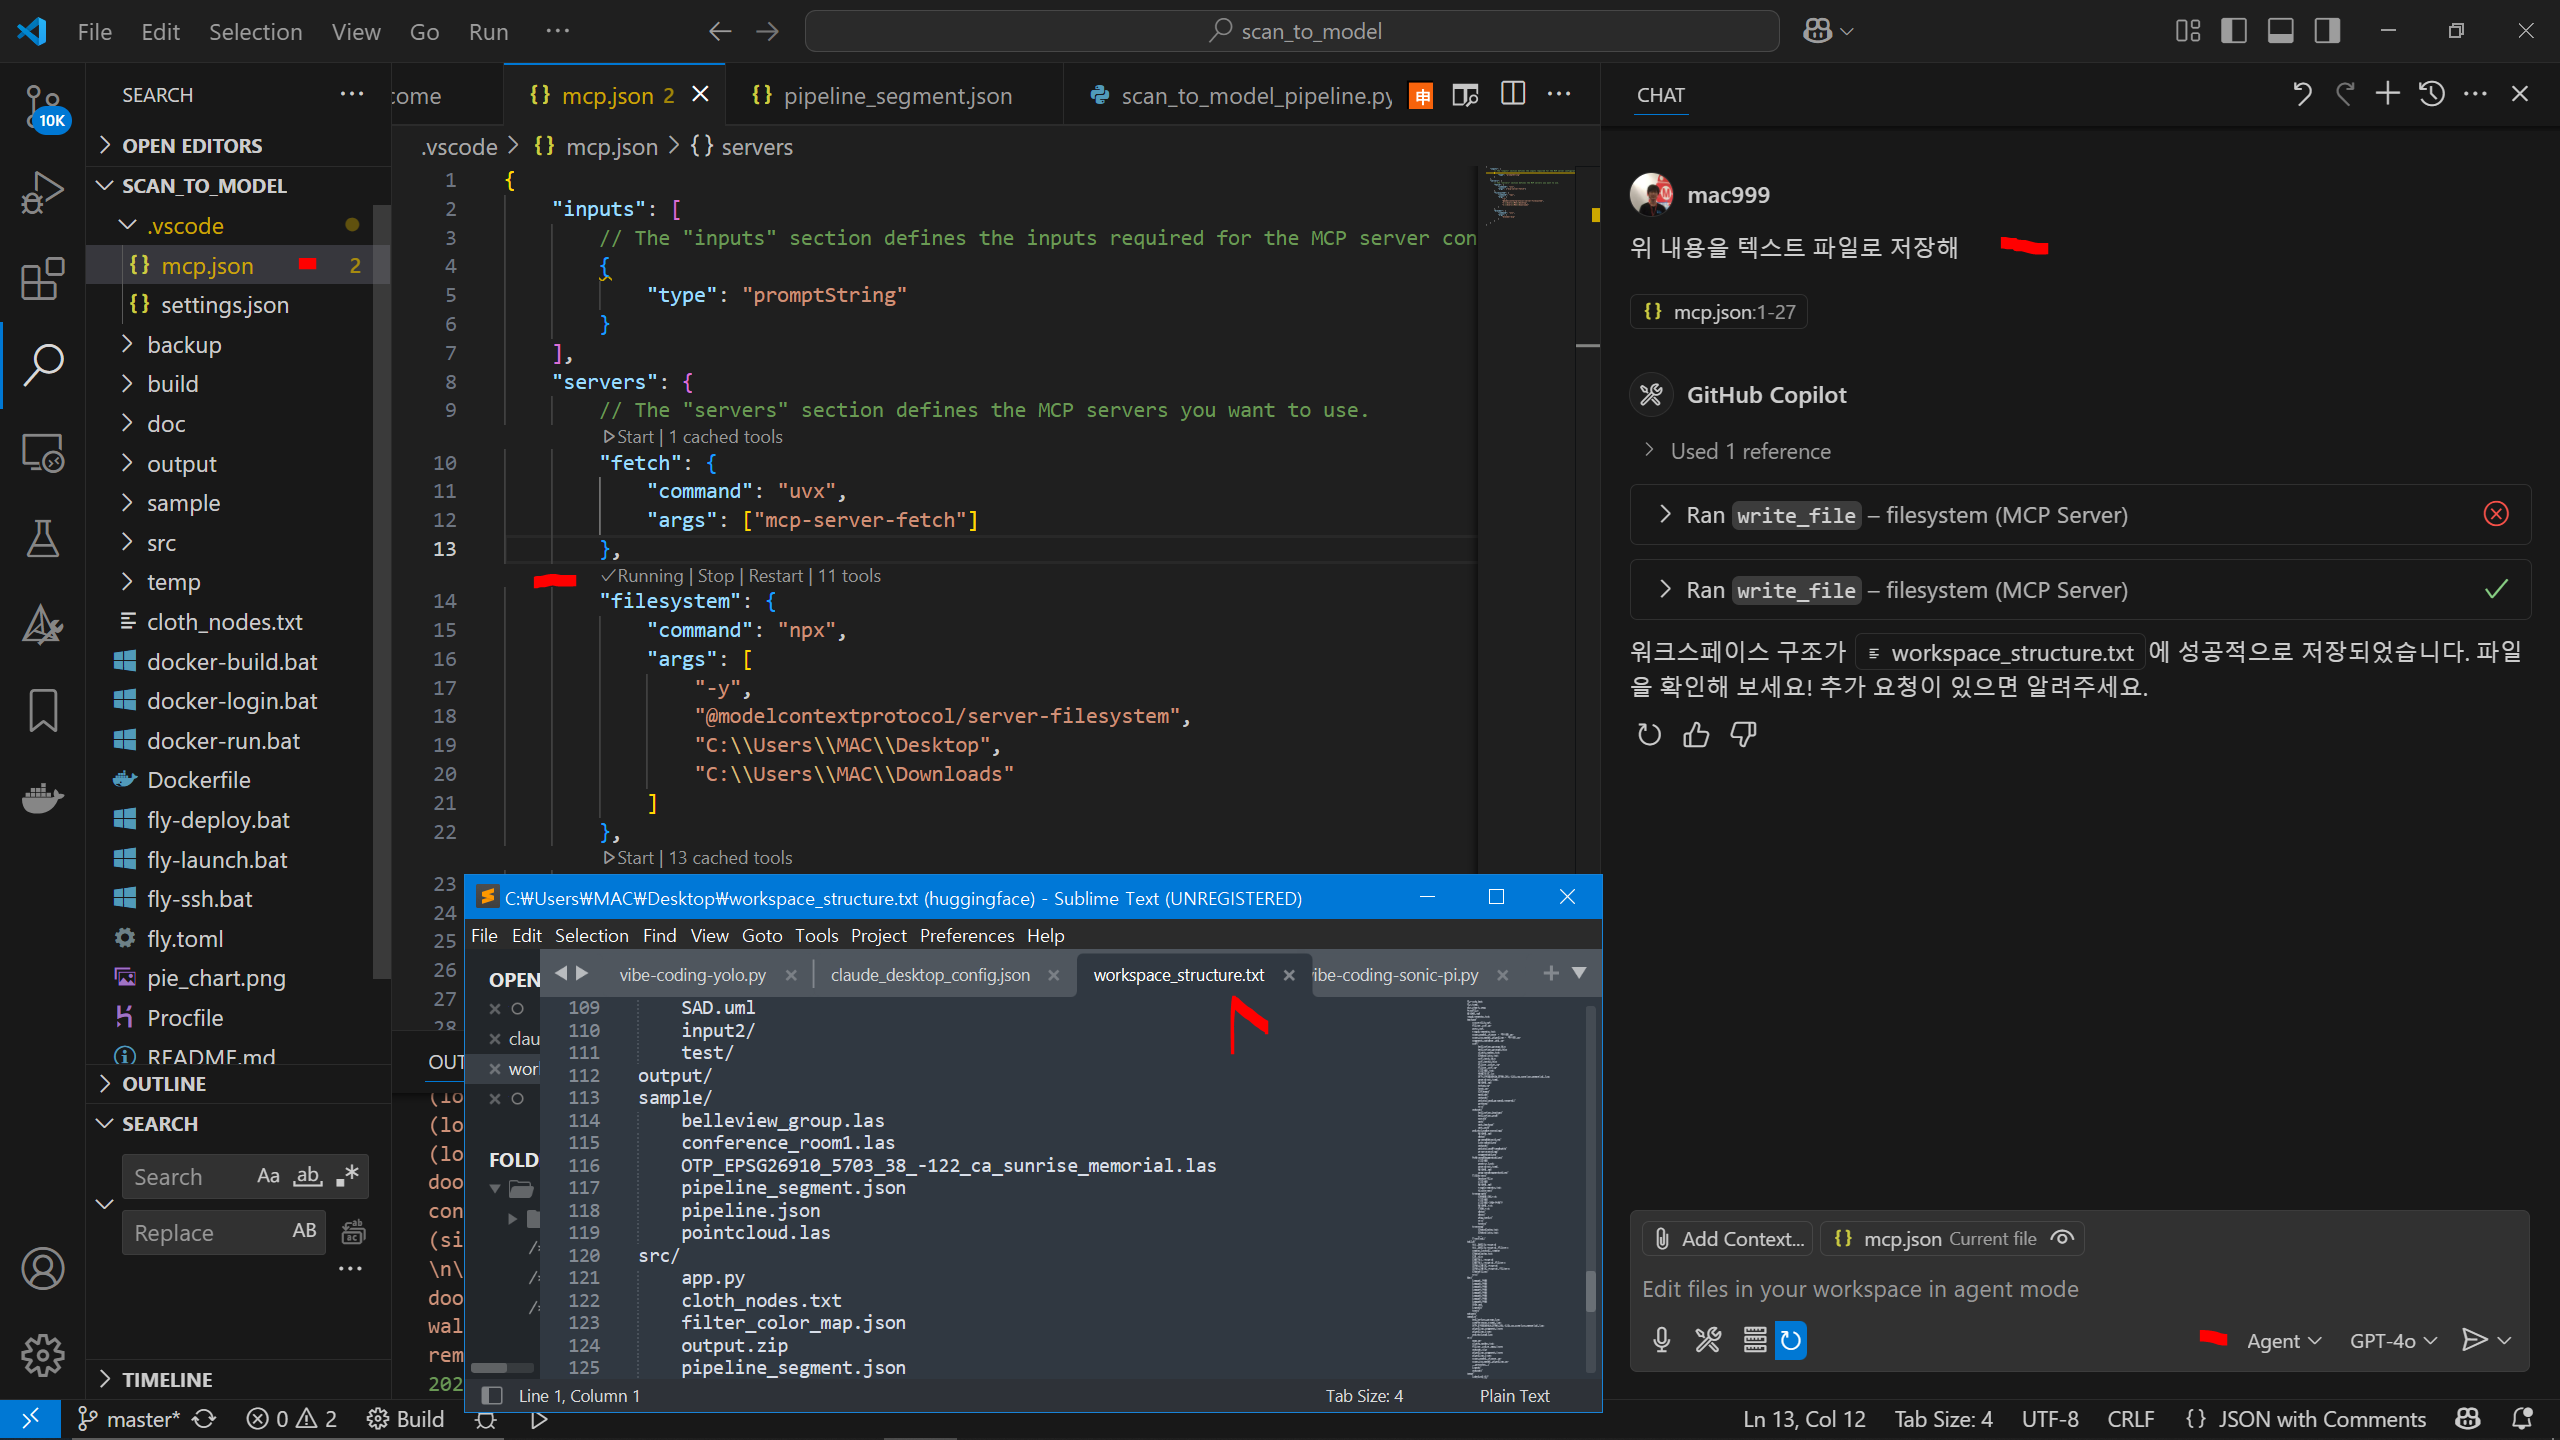 File Edit Selection View Go Run ···
scan_to_model
10K
SEARCH
OPEN EDITORS
SCAN_TO_MODEL
.vscode
mcp.json 2
settings.json
backup
build
doc
output
sample
src
temp
cloth_nodes.txt
docker-build.bat
docker-login.bat
docker-run.bat
Dockerfile
fly-deploy.bat
fly-launch.bat
fly-ssh.bat
fly.toml
pie_chart.png
Procfile
README.md
OUTLINE
SEARCH
Search Aa ab
Replace AB
TIMELINE
come
mcp.json 2
pipeline_segment.json
scan_to_model_pipeline.py
.vscode > {} mcp.json > {} servers
1 {
2 "inputs": [
3 // The "inputs" section defines the inputs required for the MCP server con
4 {
5 "type": "promptString"
6 }
7 ],
8 "servers": {
9 // The "servers" section defines the MCP servers you want to use.
Start | 1 cached tools
10 "fetch": {
11 "command": "uvx",
12 "args": ["mcp-server-fetch"]
13 },
✓Running | Stop | Restart | 11 tools
14 "filesystem": {
15 "command": "npx",
16 "args": [
17 "-y",
18 "@modelcontextprotocol/server-filesystem",
19 "C:\\Users\\MAC\\Desktop",
20 "C:\\Users\\MAC\\Downloads"
21 ]
22 },
Start | 13 cached tools
23
24
25
26
27
28
OUT
(lo
(lo
(lo
doo
con
(si
\n\
doo
wal
rem
202
C:₩Users₩MAC₩Desktop₩workspace_structure.txt (huggingface) - Sublime Text (UNREGISTERED)
File Edit Selection Find View Goto Tools Project Preferences Help
OPEN
clau
worl
FOLD
vibe-coding-yolo.py
claude_desktop_config.json
workspace_structure.txt
vibe-coding-sonic-pi.py
109 SAD.uml
110 input2/
111 test/
112 output/
113 sample/
114 belleview_group.las
115 conference_room1.las
116 OTP_EPSG26910_5703_38_-122_ca_sunrise_memorial.las
117 pipeline_segment.json
118 pipeline.json
119 pointcloud.las
120 src/
121 app.py
122 cloth_nodes.txt
123 filter_color_map.json
124 output.zip
125 pipeline_segment.json
Line 1, Column 1
Tab Size: 4
Plain Text
CHAT
mac999
위 내용을 텍스트 파일로 저장해
{} mcp.json:1-27
GitHub Copilot
Used 1 reference
Ran write_file – filesystem (MCP Server)
Ran write_file – filesystem (MCP Server)
워크스페이스 구조가 workspace_structure.txt 에 성공적으로 저장되었습니다. 파일
을 확인해 보세요! 추가 요청이 있으면 알려주세요.
Add Context...
{} mcp.json Current file
Edit files in your workspace in agent mode
Agent
GPT-4o
master* 0 2 Build
Ln 13, Col 12 Tab Size: 4 UTF-8 CRLF {} JSON with Comments